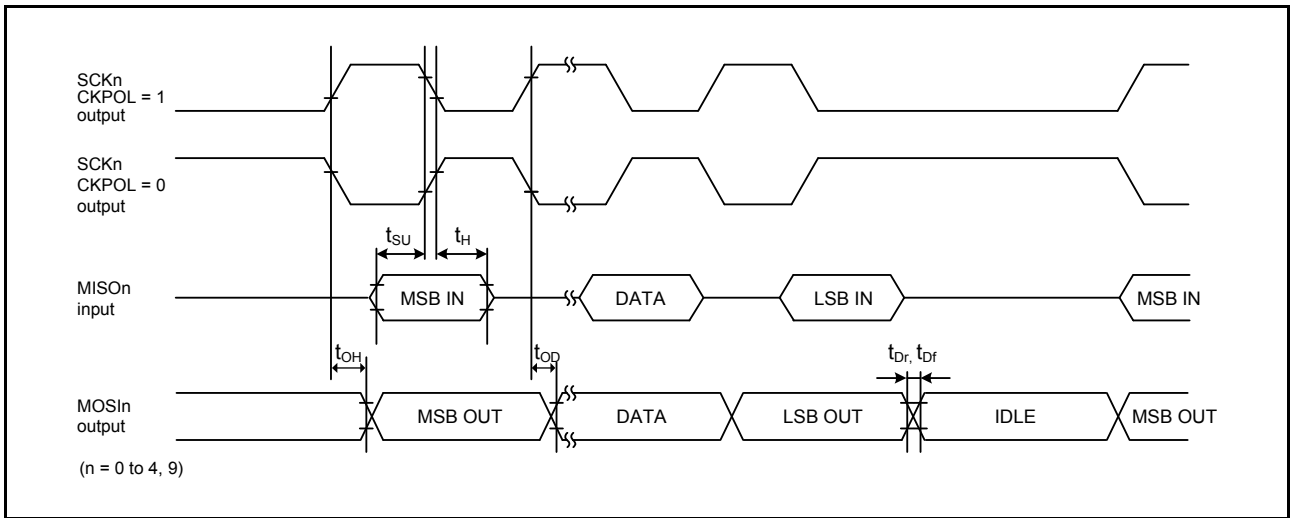 SCKn
CKPOL = 1
output
SCKn
CKPOL = 0
output
tSU
tH
MISOn
input
MSB IN
DATA
LSB IN
MSB IN
tOH
tOD
tDr, tDf
MOSIn
output
MSB OUT
DATA
LSB OUT
IDLE
MSB OUT
(n = 0 to 4, 9)